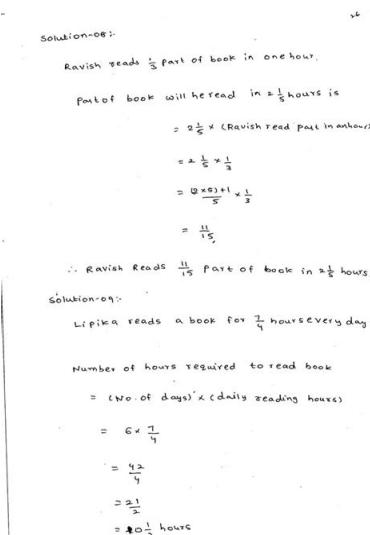 26
Solution-08:-
Ravish reads 1/3 part of book in one hour.
Part of book will he read in 2 1/5 hours is
= 2 1/5 × (Ravish read part in an hour)
= 2 1/5 × 1/3
= (2×5)+1/5 × 1/3
= 11/15
∴ Ravish Reads 11/15 Part of book in 2 1/5 hours
Solution-09:-
Lipika reads a book for 7/4 hours every day
Number of hours required to read book
= (No. of days) × (daily reading hours)
= 6 × 7/4
= 42/4
= 21/2
= 10 1/2 hours